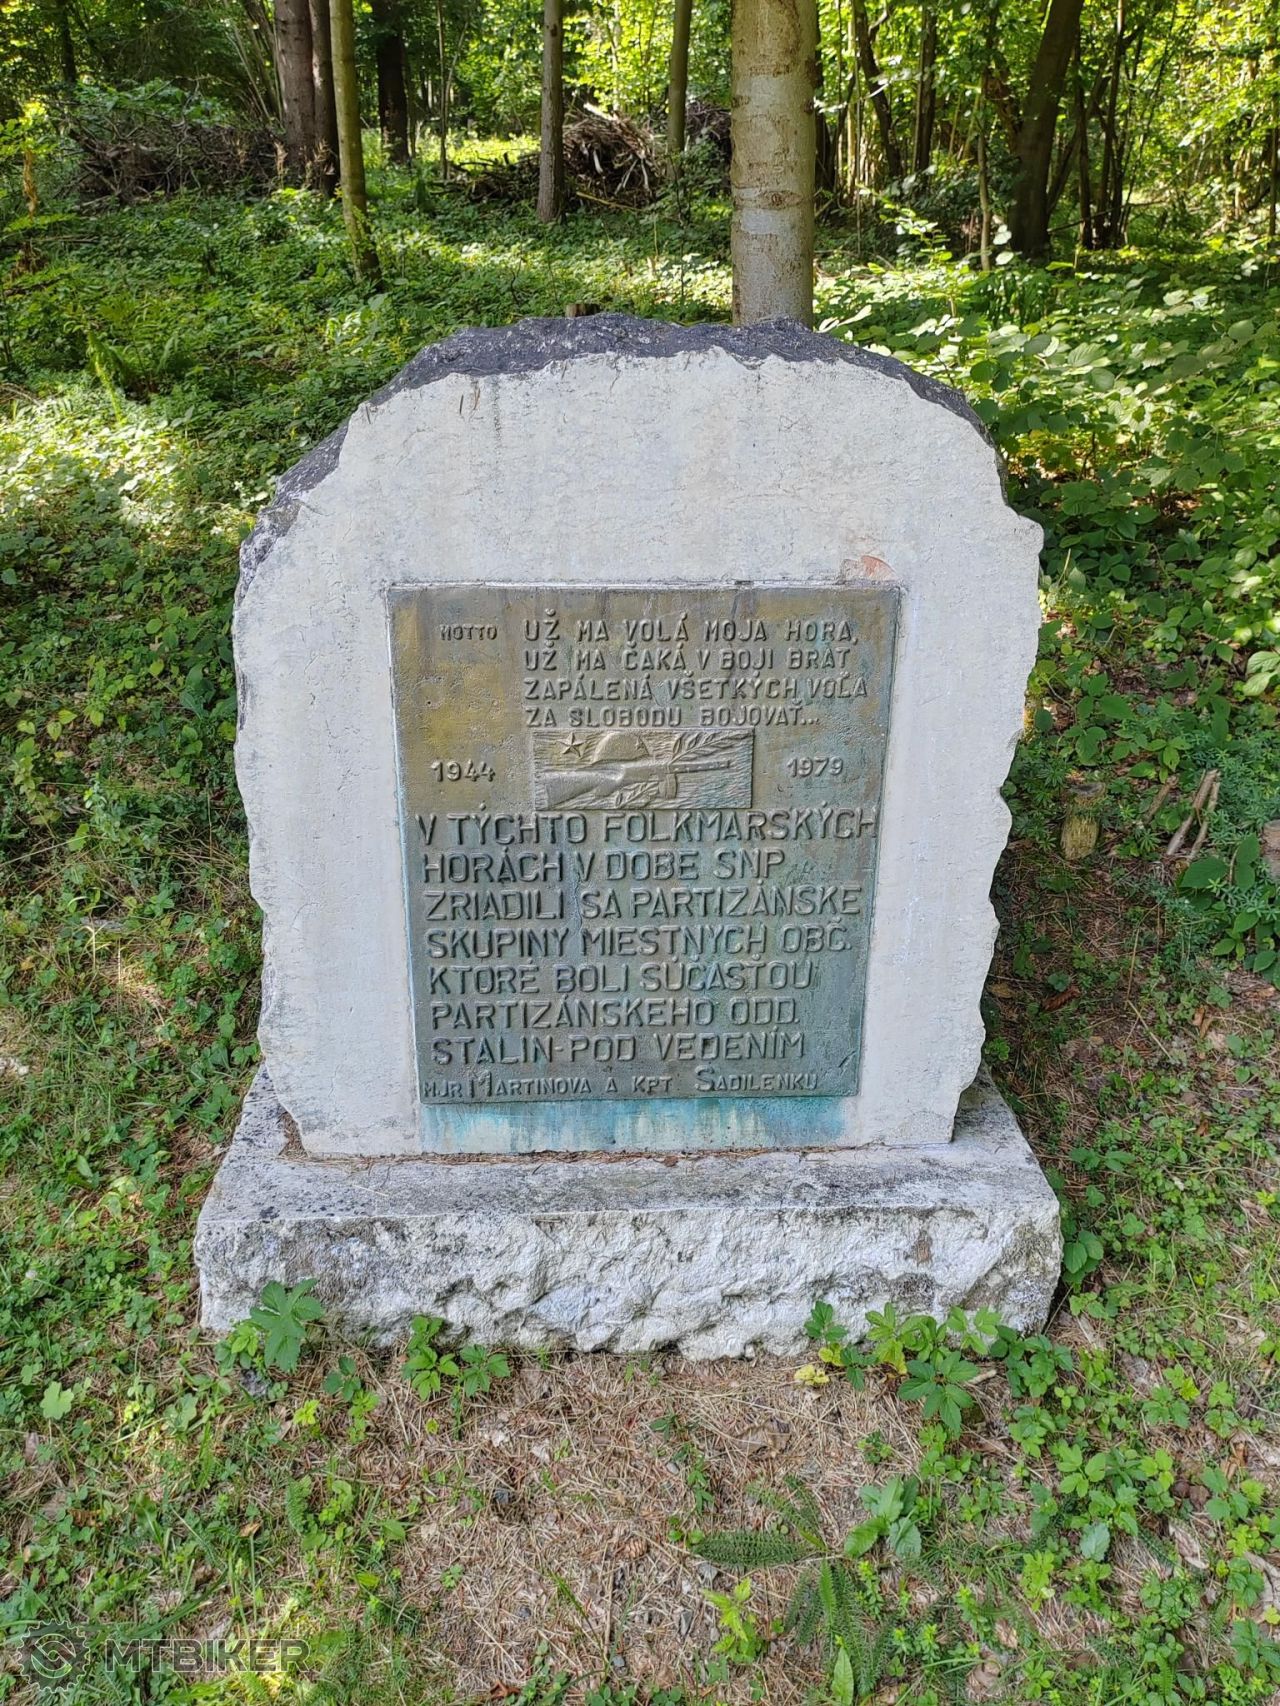 MOTTO UŽ MA VOLÁ MOJA HORA,
UŽ MA ČAKÁ V BOJI BRAT
ZAPÁLENÁ VŠETKÝCH VOĽA
ZA SLOBODU BOJOVAŤ...
1944 1979
V TÝCHTO FOLKMARSKÝCH
HORÁCH V DOBE SNP
ZRIADILI SA PARTIZÁNSKE
SKUPINY MIESTNYCH OBČ.
KTORÉ BOLI SÚČASŤOU
PARTIZÁNSKEHO ODD.
STALIN-POD VEDENÍM
MJR MARTINOVA A KPT SADILENKU
MTBIKER